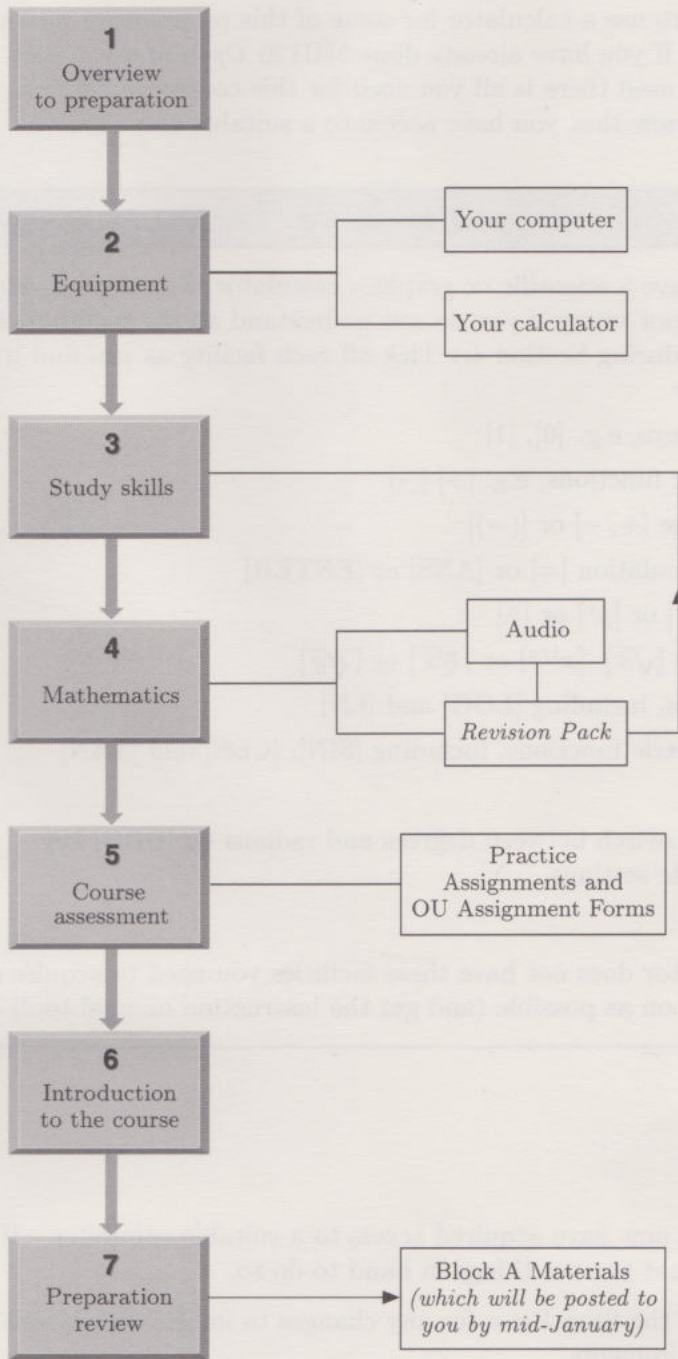 1
Overview
to preparation
2
Equipment
Your computer
Your calculator
3
Study skills
4
Mathematics
Audio
Revision Pack
5
Course
assessment
Practice
Assignments and
OU Assignment Forms
6
Introduction
to the course
7
Preparation
review
Block A Materials
(which will be posted to
you by mid-January)